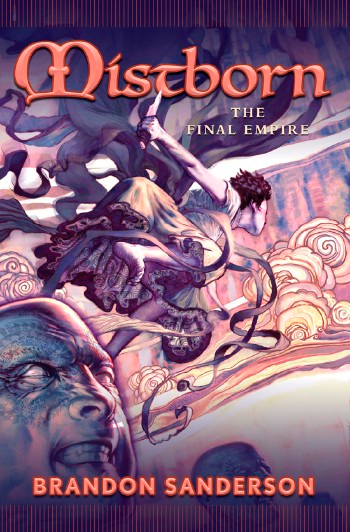 Mistborn
THE
FINAL EMPIRE
BRANDON SANDERSON